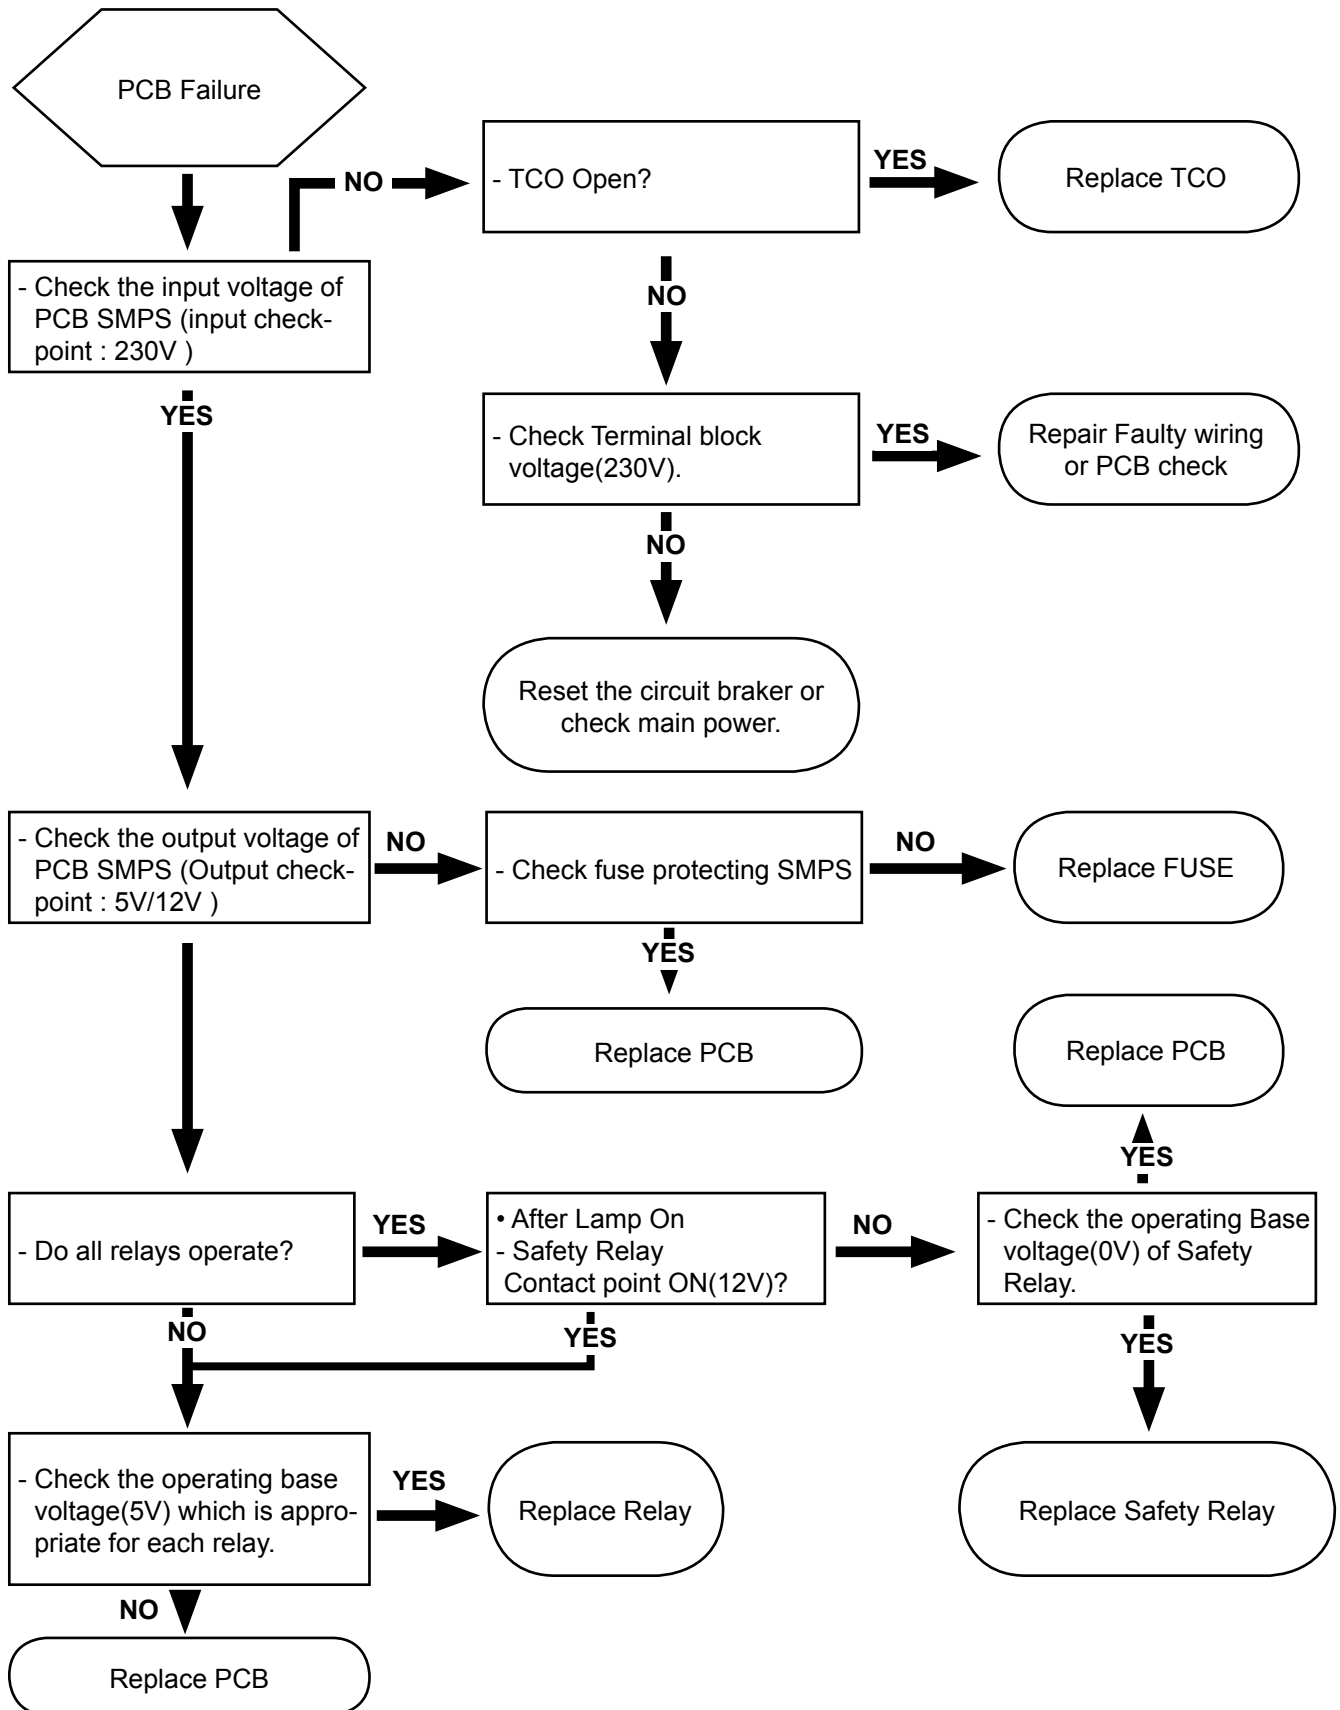 PCB Failure
NO
- TCO Open?
YES
Replace TCO
- Check the input voltage of
PCB SMPS (input check-
point : 230V )
NO
YES
- Check Terminal block
voltage(230V).
YES
Repair Faulty wiring
or PCB check
NO
Reset the circuit braker or
check main power.
- Check the output voltage of
PCB SMPS (Output check-
point : 5V/12V )
NO
- Check fuse protecting SMPS
NO
Replace FUSE
YES
Replace PCB
Replace PCB
YES
- Do all relays operate?
YES
• After Lamp On
- Safety Relay
Contact point ON(12V)?
NO
- Check the operating Base
voltage(0V) of Safety
Relay.
NO
YES
YES
- Check the operating base
voltage(5V) which is appro-
priate for each relay.
YES
Replace Relay
Replace Safety Relay
NO
Replace PCB